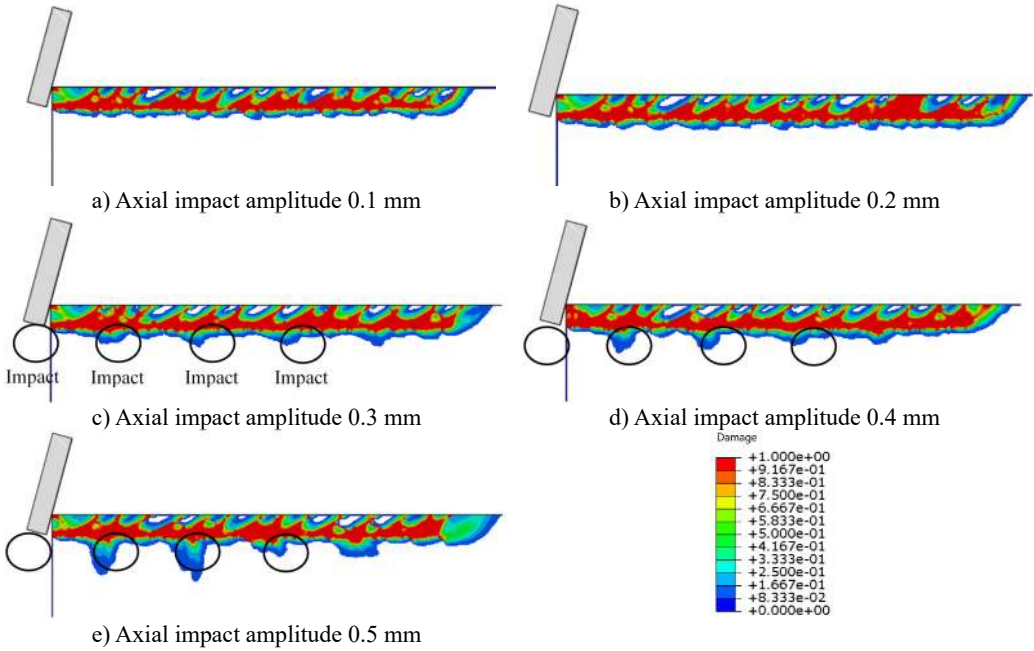 a) Axial impact amplitude 0.1 mm
b) Axial impact amplitude 0.2 mm
Impact Impact Impact Impact
c) Axial impact amplitude 0.3 mm
d) Axial impact amplitude 0.4 mm
Damage
+1.000e+00
+9.167e-01
+8.333e-01
+7.500e-01
+6.667e-01
+5.833e-01
+5.000e-01
+4.167e-01
+3.333e-01
+2.500e-01
+1.667e-01
+8.333e-02
+0.000e+00
e) Axial impact amplitude 0.5 mm